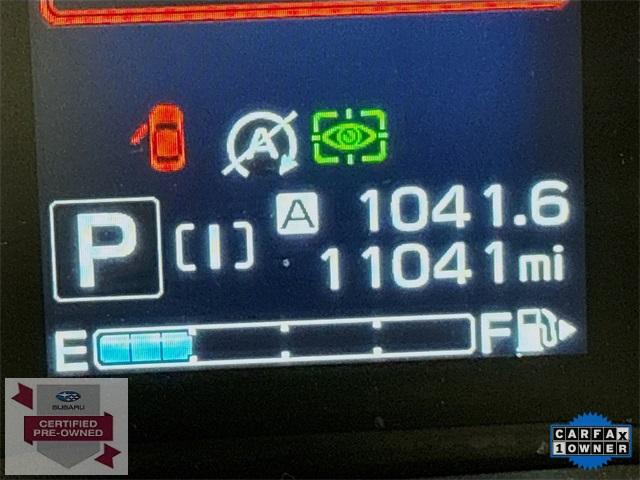 A
P [I] A 1041.6
11041 mi
E F
SUBARU
CERTIFIED
PRE-OWNED
CARFAX
1 OWNER